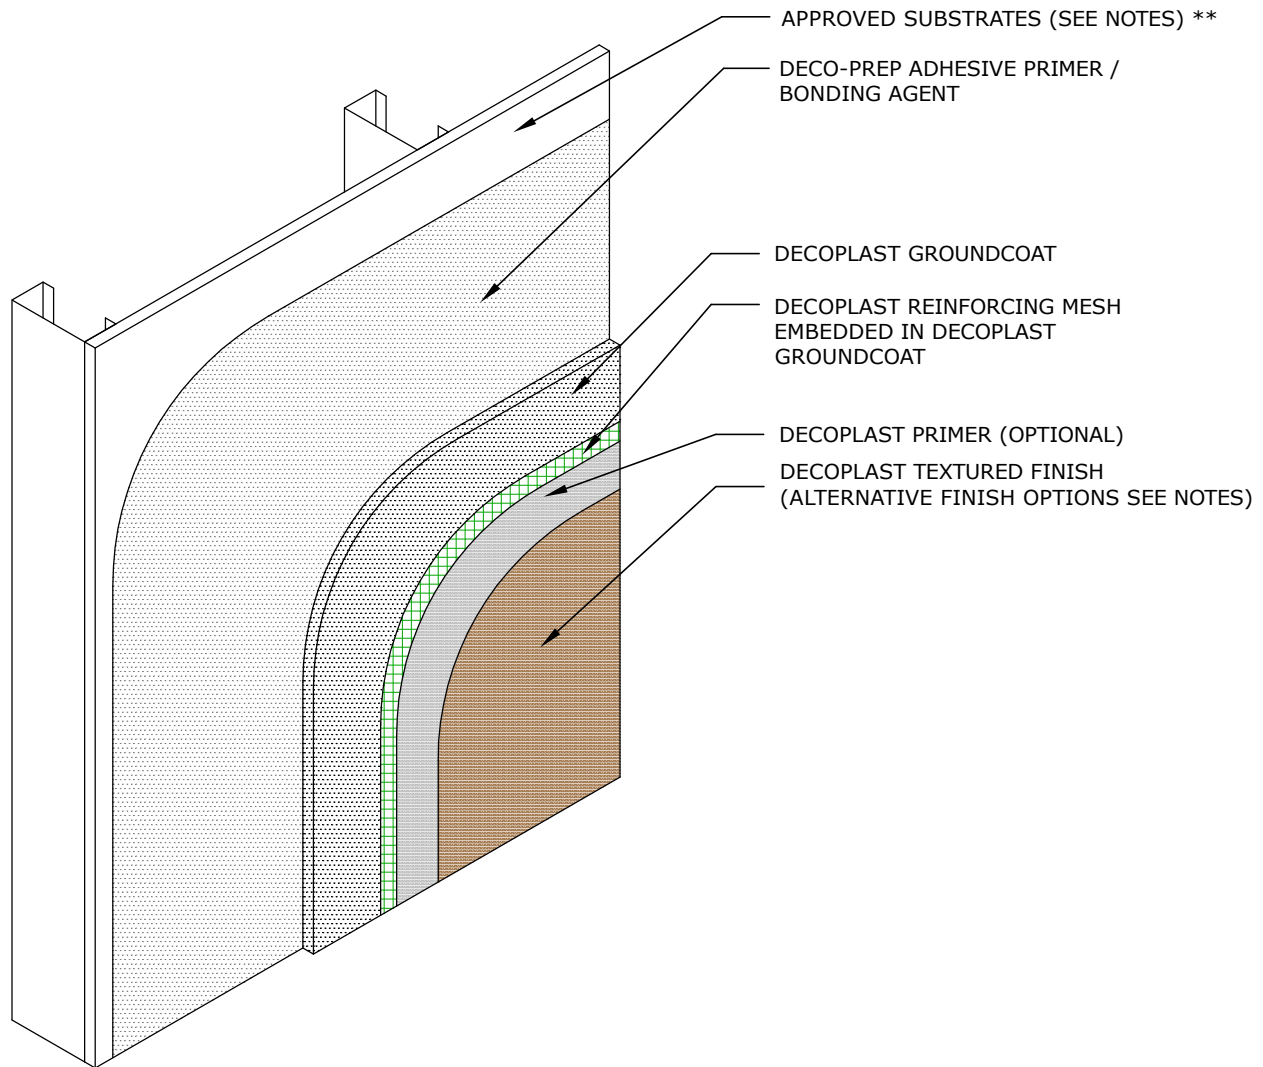 APPROVED SUBSTRATES (SEE NOTES) **
DECO-PREP ADHESIVE PRIMER /
BONDING AGENT
DECOPLAST GROUNDCOAT
DECOPLAST REINFORCING MESH
EMBEDDED IN DECOPLAST
GROUNDCOAT
DECOPLAST PRIMER (OPTIONAL)
DECOPLAST TEXTURED FINISH
(ALTERNATIVE FINISH OPTIONS SEE NOTES)